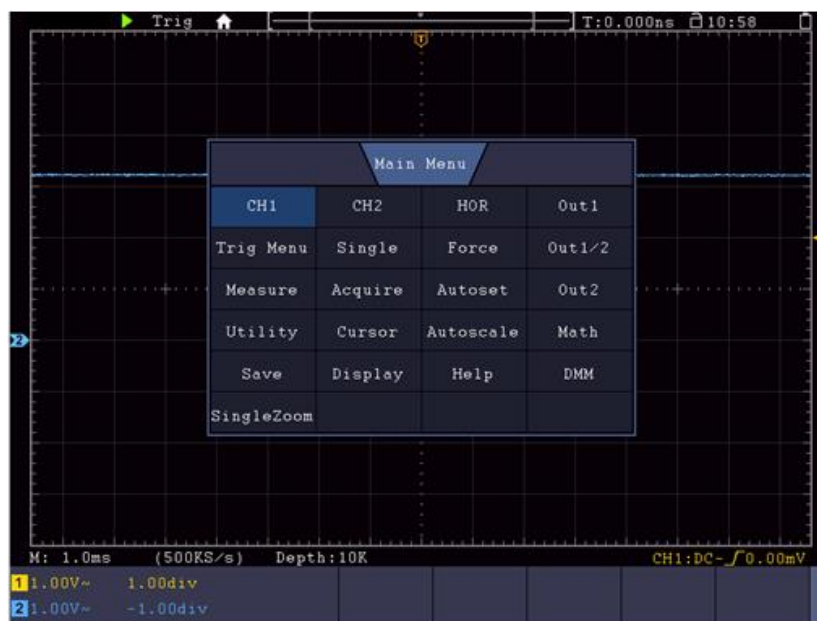 Trig T:0.000ns 10:58
T
Main Menu
CH1 CH2 HOR Out1
Trig Menu Single Force Out1/2
Measure Acquire Autoset Out2
Utility Cursor Autoscale Math
2
Save Display Help DMM
SingleZoom
M: 1.0ms (500KS/s) Depth:10K CH1:DC-ʃ0.00mV
1 1.00V~ 1.00div
2 1.00V~ -1.00div